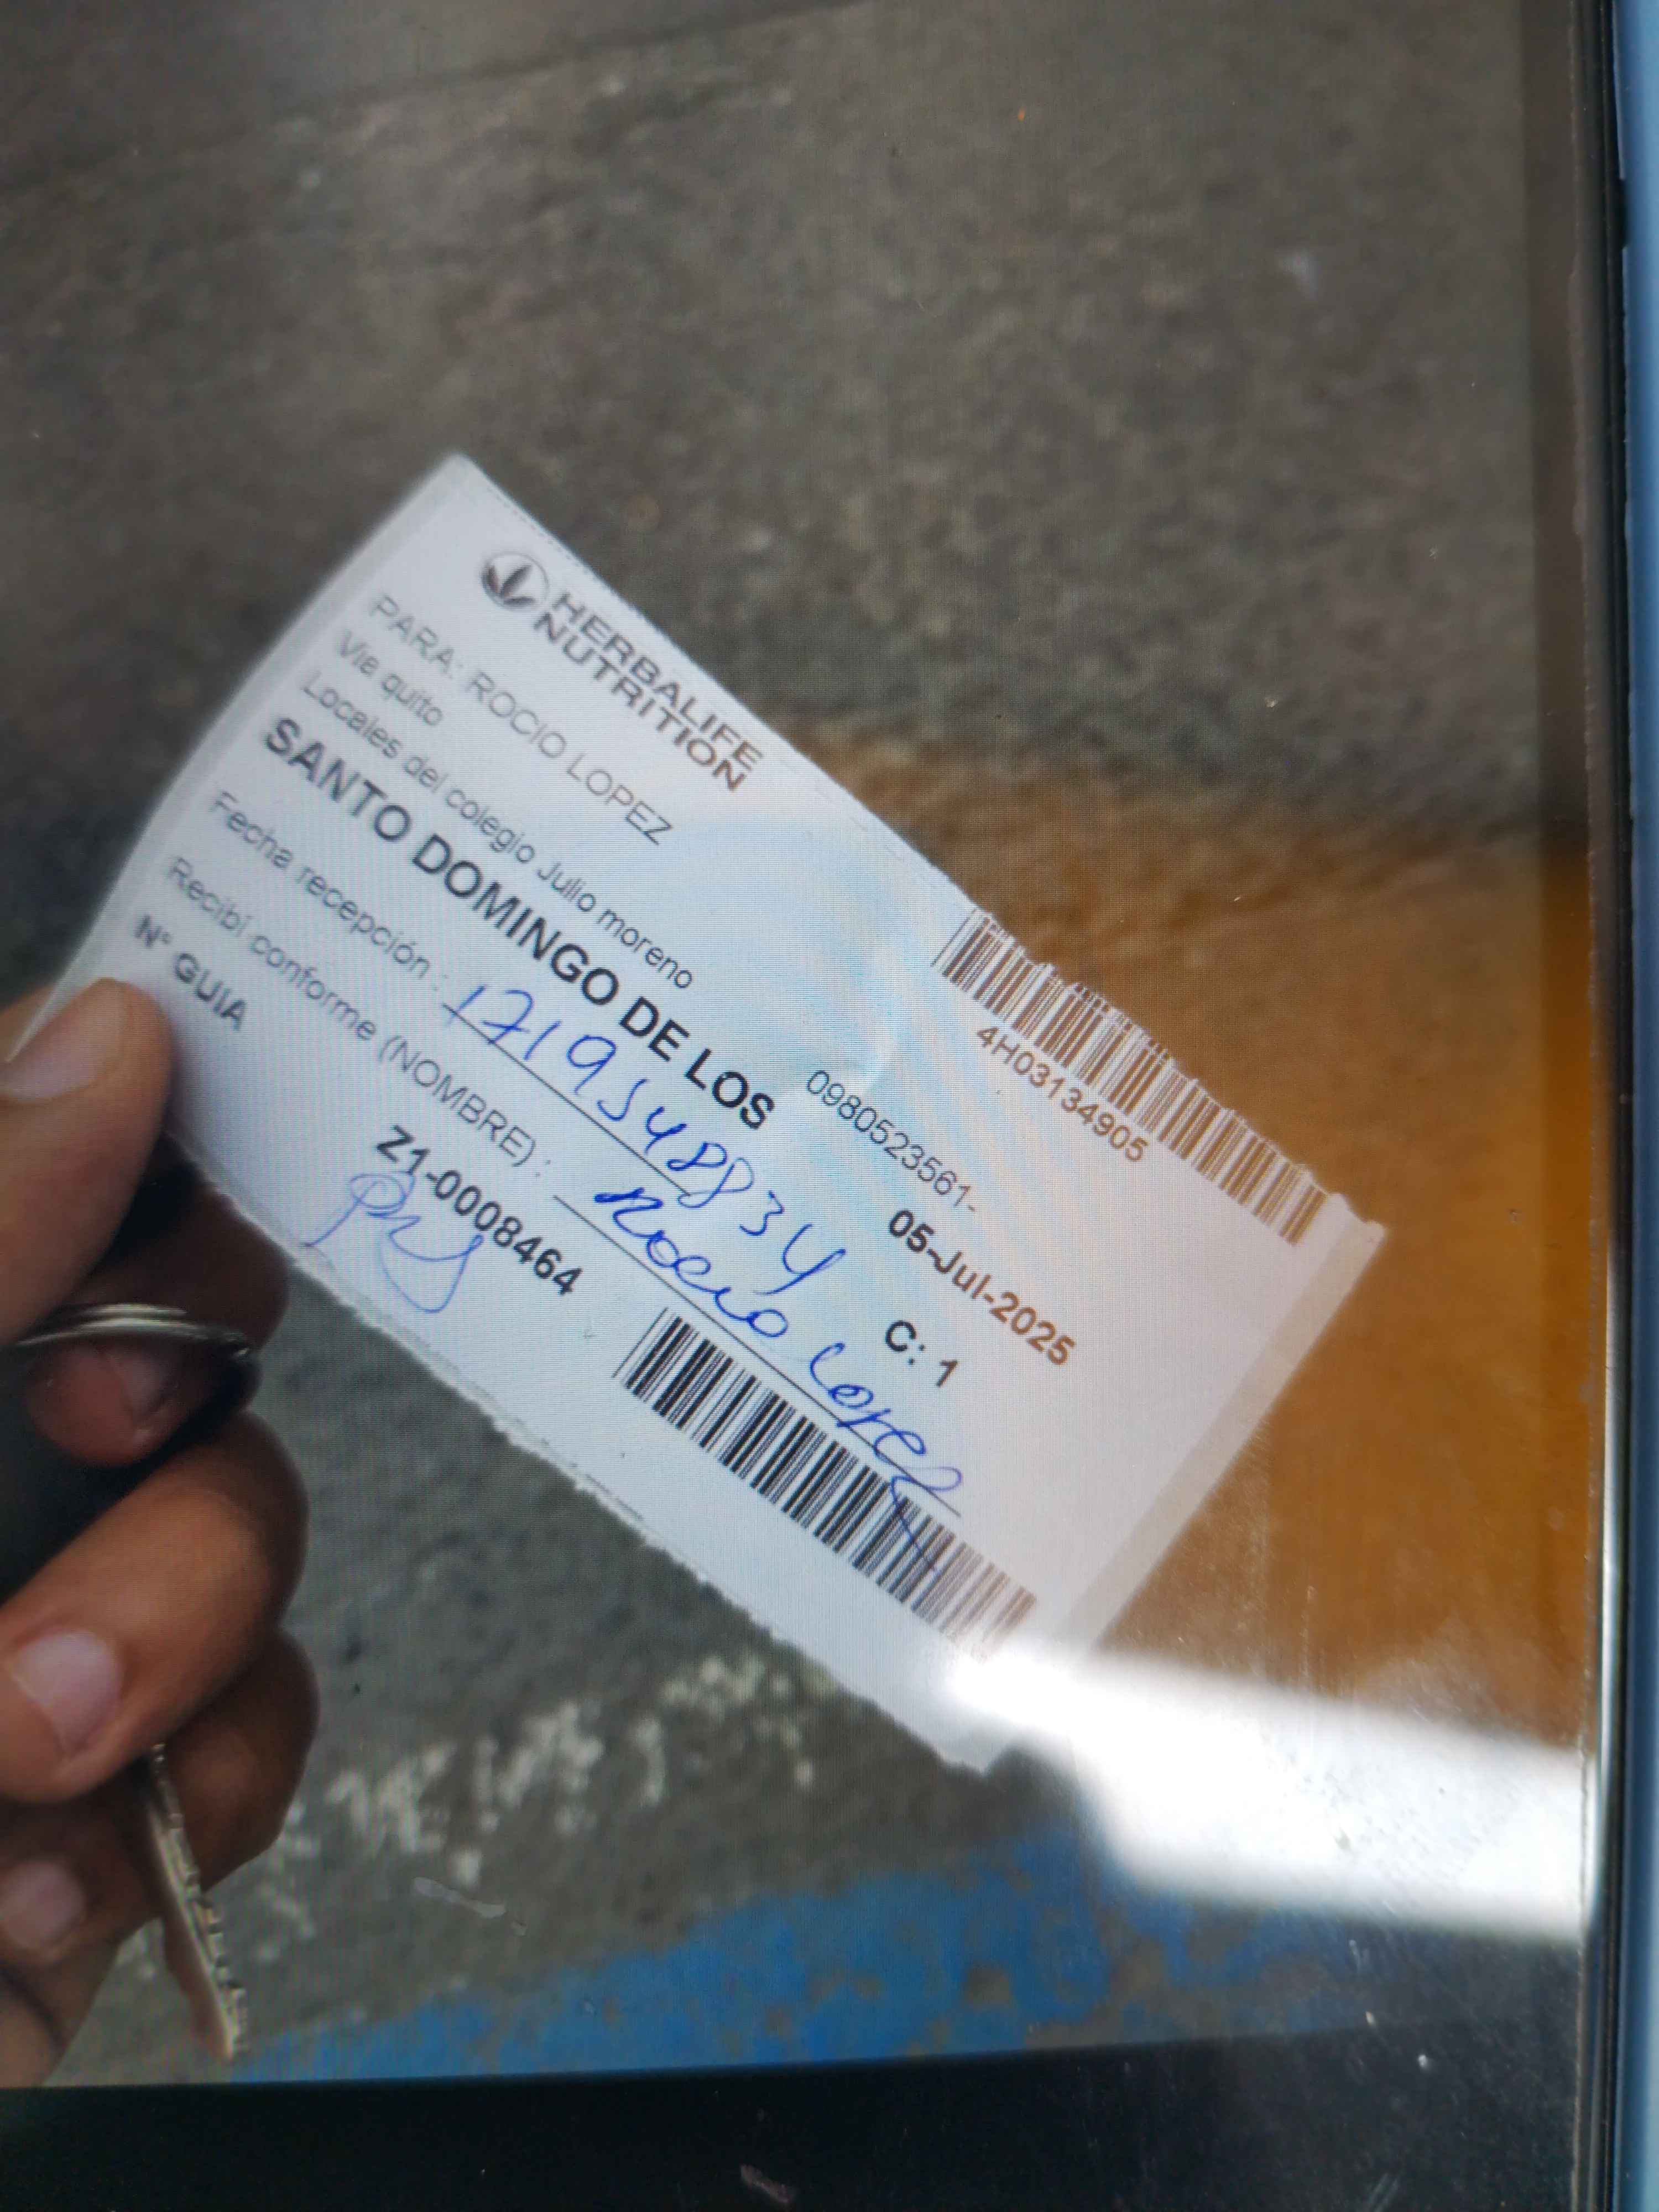 HERBALIFE
NUTRITION
4H03134905
PARA: ROCIO LOPEZ
Via quito
Locales del colegio Julio moreno
0980523561-
SANTO DOMINGO DE LOS
05-Jul-2025
Fecha recepción : 1719548834
C: 1
Recibí conforme (NOMBRE) : Rocio Lopez
N° GUIA
Z1-0008464